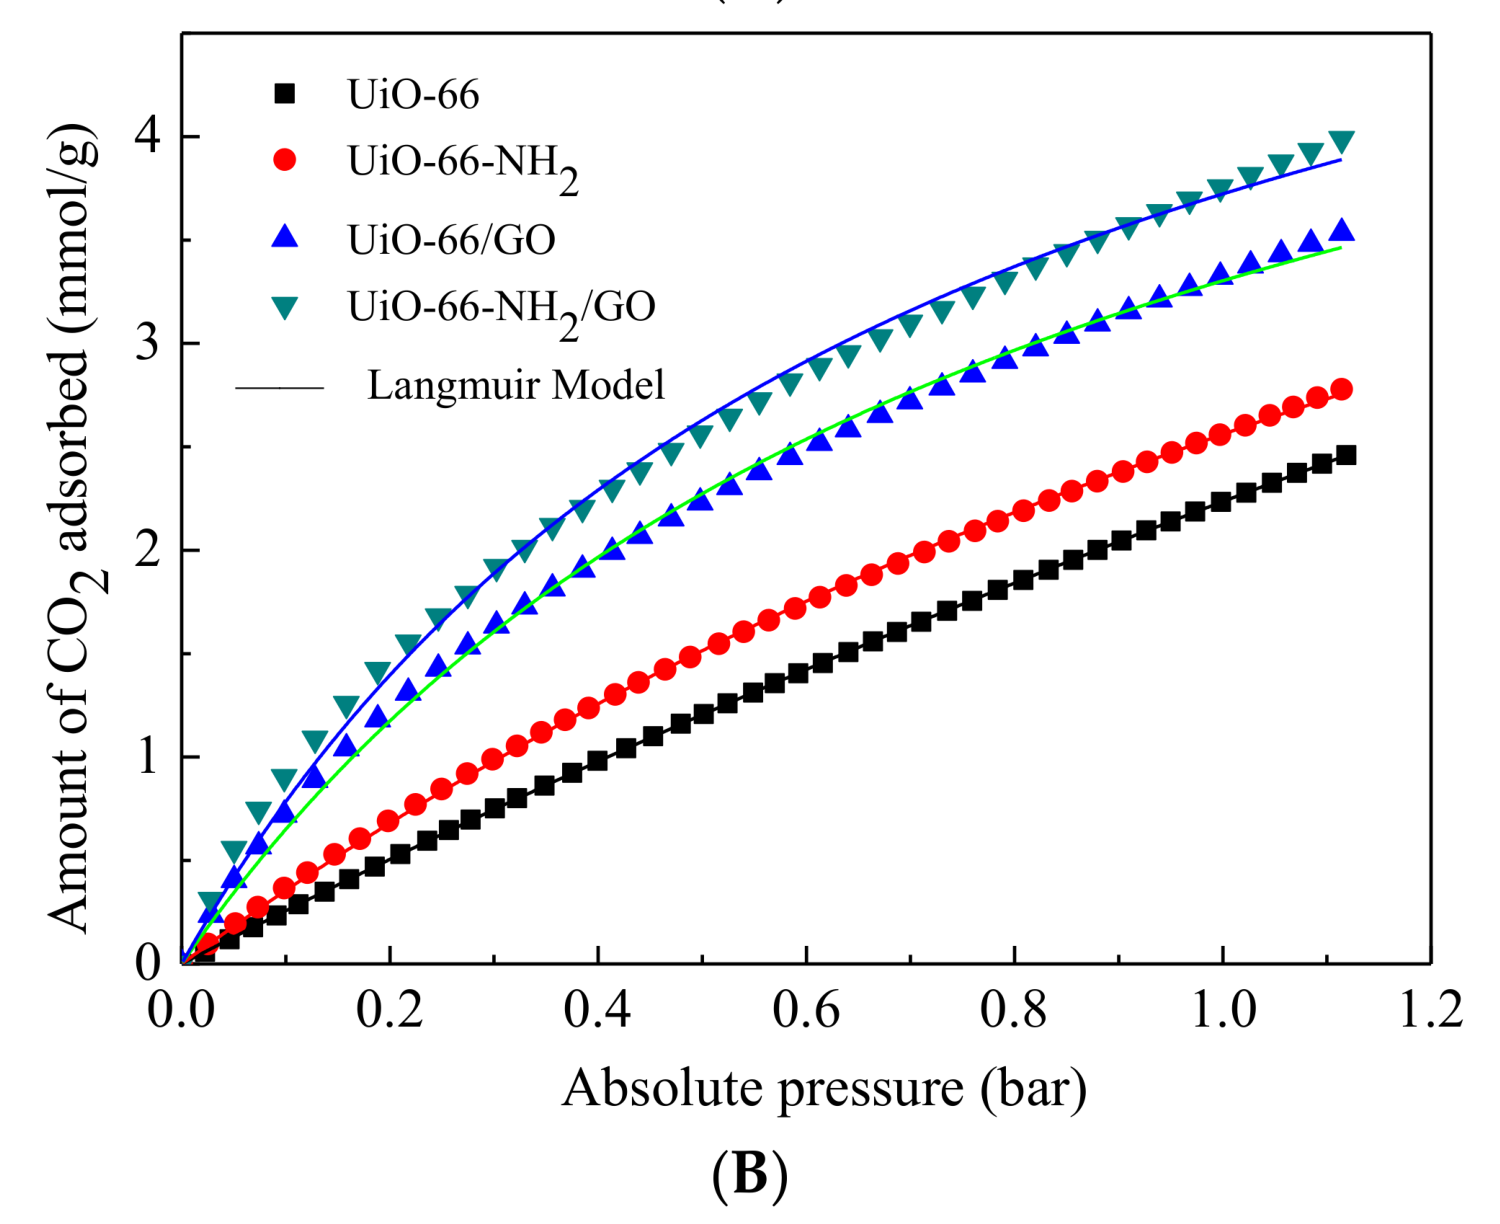 UiO-66
UiO-66-NH2
UiO-66/GO
UiO-66-NH2/GO
Langmuir Model
Amount of CO2 adsorbed (mmol/g)
4
3
2
1
0
0.0 0.2 0.4 0.6 0.8 1.0 1.2
Absolute pressure (bar)
(B)